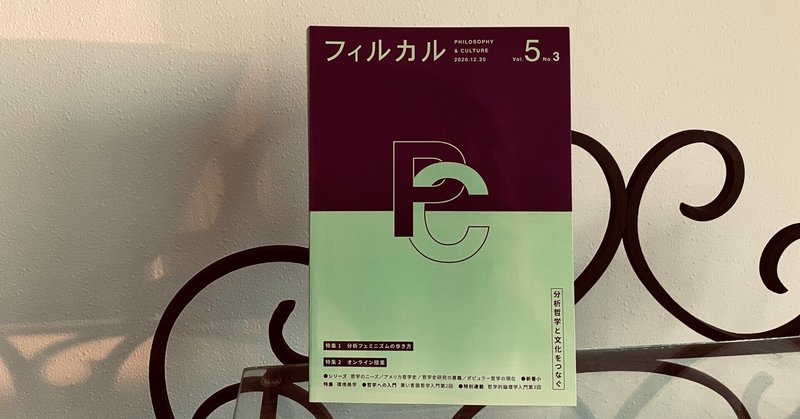 フィルカル
PHILOSOPHY
& CULTURE
2020.12.25
Vol. 5 No.3
PC
分析哲学と文化をつなぐ
特集1 分析フェミニズムの歩き方
特集2 オンライン授業
●シリーズ 哲学のニーズ／アメリカ哲学史／哲学史研究の意義／ポピュラー哲学の現在 ●新著小
特集 環境美学 ●哲学への入門 悪い言語哲学入門第2回 ●特別連載 哲学的論理学入門第3回